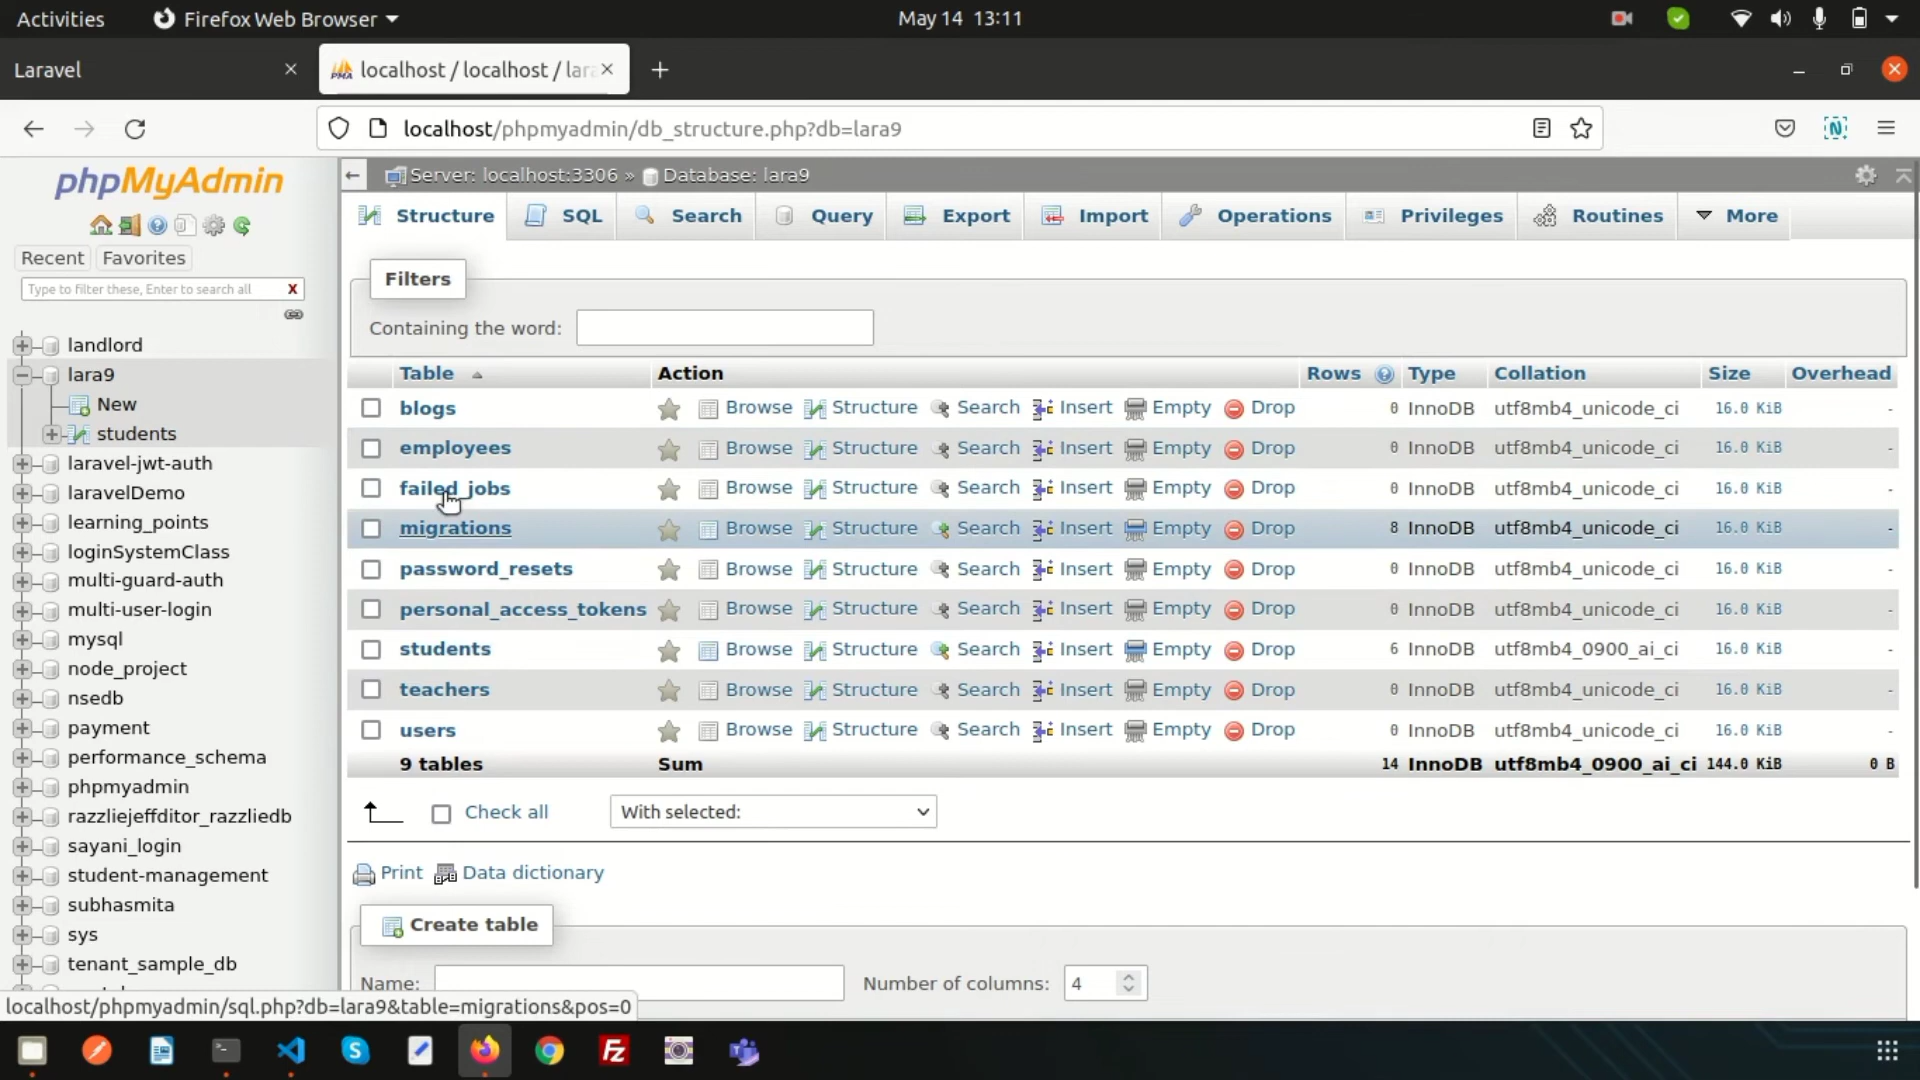 Activities Firefox Web Browser May 14 13:11
Laravel localhost / localhost / lara
localhost/phpmyadmin/db_structure.php?db=lara9
phpMyAdmin
Recent Favorites
Type to filter these, Enter to search all X
landlord
lara9
New
students
laravel-jwt-auth
laravelDemo
learning_points
loginSystemClass
multi-guard-auth
multi-user-login
mysql
node_project
nsedb
payment
performance_schema
phpmyadmin
razzliejeffditor_razzliedb
sayani_login
student-management
subhasmita
sys
tenant_sample_db
Server: localhost:3306 » Database: lara9
Structure SQL Search Query Export Import Operations Privileges Routines More
Filters
Containing the word:
Table Action Rows Type Collation Size Overhead
blogs Browse Structure Search Insert Empty Drop 0 InnoDB utf8mb4_unicode_ci 16.0 KiB -
employees Browse Structure Search Insert Empty Drop 0 InnoDB utf8mb4_unicode_ci 16.0 KiB -
failed_jobs Browse Structure Search Insert Empty Drop 0 InnoDB utf8mb4_unicode_ci 16.0 KiB -
migrations Browse Structure Search Insert Empty Drop 8 InnoDB utf8mb4_unicode_ci 16.0 KiB -
password_resets Browse Structure Search Insert Empty Drop 0 InnoDB utf8mb4_unicode_ci 16.0 KiB -
personal_access_tokens Browse Structure Search Insert Empty Drop 0 InnoDB utf8mb4_unicode_ci 16.0 KiB -
students Browse Structure Search Insert Empty Drop 6 InnoDB utf8mb4_0900_ai_ci 16.0 KiB -
teachers Browse Structure Search Insert Empty Drop 0 InnoDB utf8mb4_unicode_ci 16.0 KiB -
users Browse Structure Search Insert Empty Drop 0 InnoDB utf8mb4_unicode_ci 16.0 KiB -
9 tables Sum 14 InnoDB utf8mb4_0900_ai_ci 144.0 KiB 0 B
Check all With selected:
Print Data dictionary
Create table
Name: Number of columns: 4
localhost/phpmyadmin/sql.php?db=lara9&table=migrations&pos=0